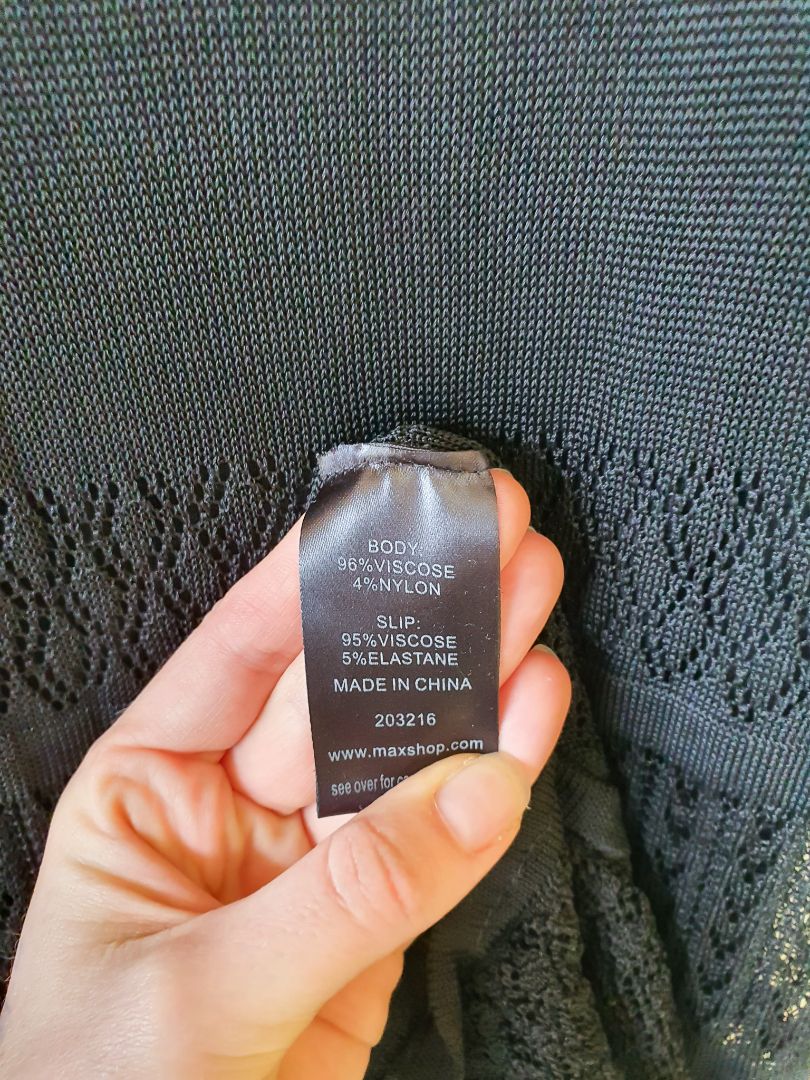 BODY:
96%VISCOSE
4%NYLON
SLIP:
95%VISCOSE
5%ELASTANE
MADE IN CHINA
203216
www.maxshop.com
see over for